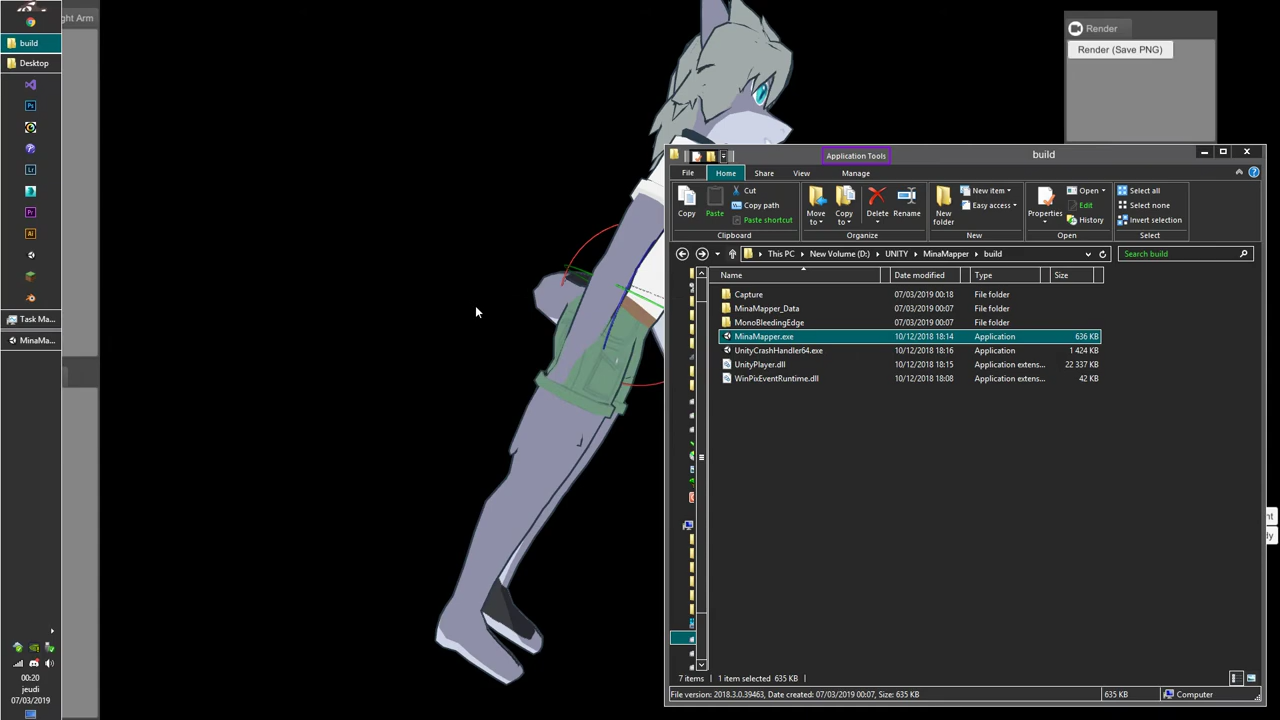 ght Arm
build
Desktop
Task Ma...
MinaMa...
00:20
jeudi
07/03/2019
Render
Render (Save PNG)
Application Tools
build
File
Home
Share
View
Manage
Copy
Paste
Cut
Copy path
Paste shortcut
Clipboard
Move to
Copy to
Delete
Rename
Organize
New folder
New item
Easy access
New
Properties
Open
Edit
History
Open
Select all
Select none
Invert selection
Select
This PC
New Volume (D:)
UNITY
MinaMapper
build
Search build
Name Date modified Type Size
Capture 07/03/2019 00:18 File folder
MinaMapper_Data 07/03/2019 00:07 File folder
MonoBleedingEdge 07/03/2019 00:07 File folder
MinaMapper.exe 10/12/2018 18:14 Application 636 KB
UnityCrashHandler64.exe 10/12/2018 18:16 Application 1 424 KB
UnityPlayer.dll 10/12/2018 18:15 Application extens... 22 337 KB
WinPixEventRuntime.dll 10/12/2018 18:08 Application extens... 42 KB
nt
dy
7 items
1 item selected 635 KB
File version: 2018.3.0.39463, Date created: 07/03/2019 00:07, Size: 635 KB
635 KB
Computer